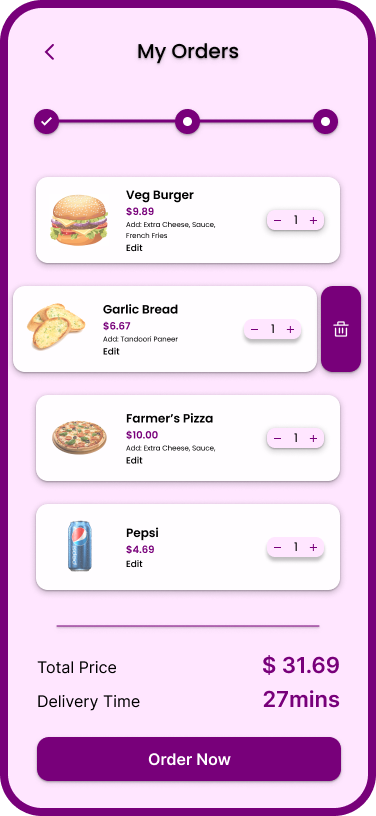 My Orders
Veg Burger
$9.89
Add: Extra Cheese, Sauce,
French Fries
Edit
− 1 +
Garlic Bread
$6.67
Add: Tandoori Paneer
Edit
− 1 +
Farmer’s Pizza
$10.00
Add: Extra Cheese, Sauce,
Edit
− 1 +
pepsi
Pepsi
$4.69
Edit
− 1 +
Total Price $ 31.69
Delivery Time 27mins
Order Now